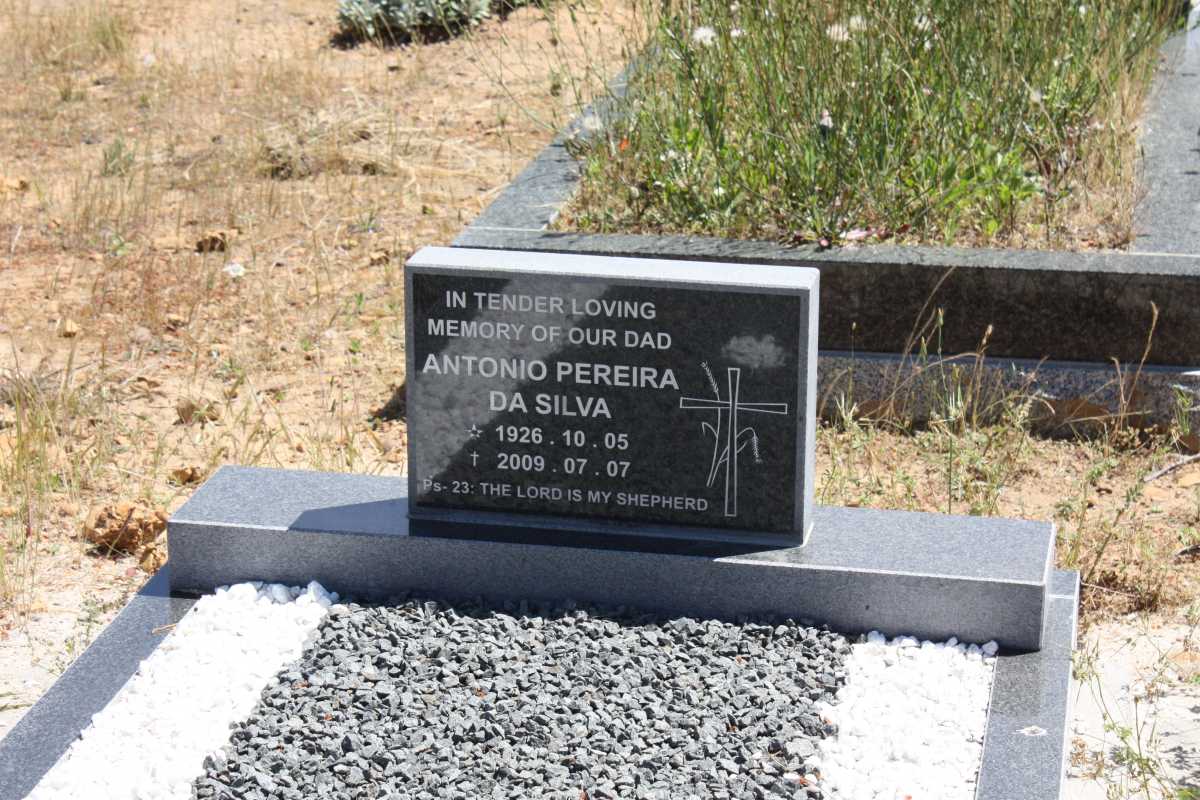 IN TENDER LOVING
MEMORY OF OUR DAD
ANTONIO PEREIRA
DA SILVA
☆ 1926 . 10 . 05
† 2009 . 07 . 07
Ps- 23: THE LORD IS MY SHEPHERD